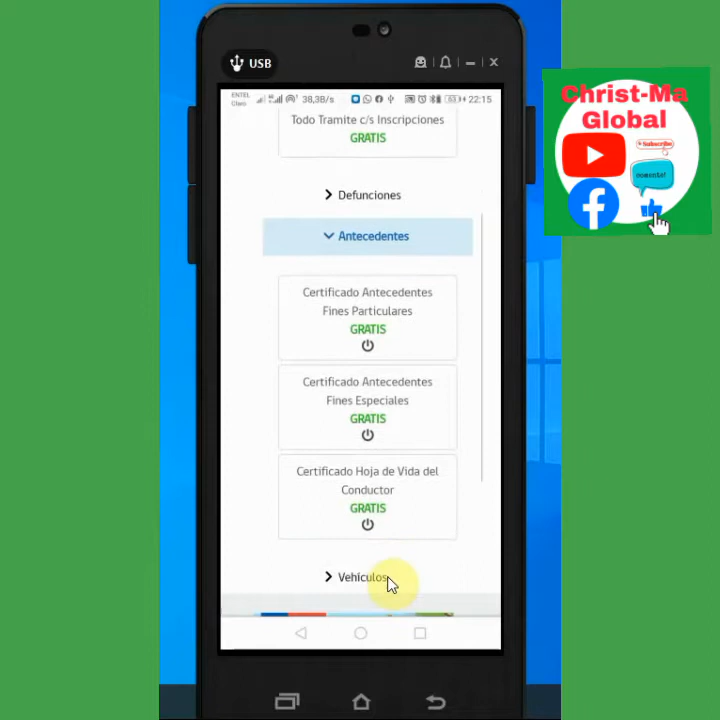 USB
ENTEL
Claro
38,3B/s
22:15
Christ-Ma
Global
Subscribe
Todo Tramite c/s Inscripciones
GRATIS
Defunciones
Antecedentes
Certificado Antecedentes
Fines Particulares
GRATIS
Certificado Antecedentes
Fines Especiales
GRATIS
Certificado Hoja de Vida del
Conductor
GRATIS
Vehículos